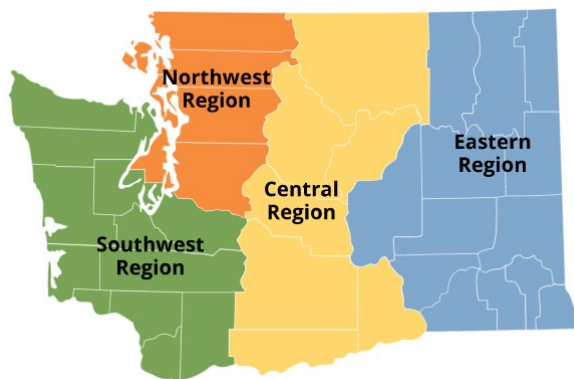 Northwest
Region
Eastern
Region
Central
Region
Southwest
Region